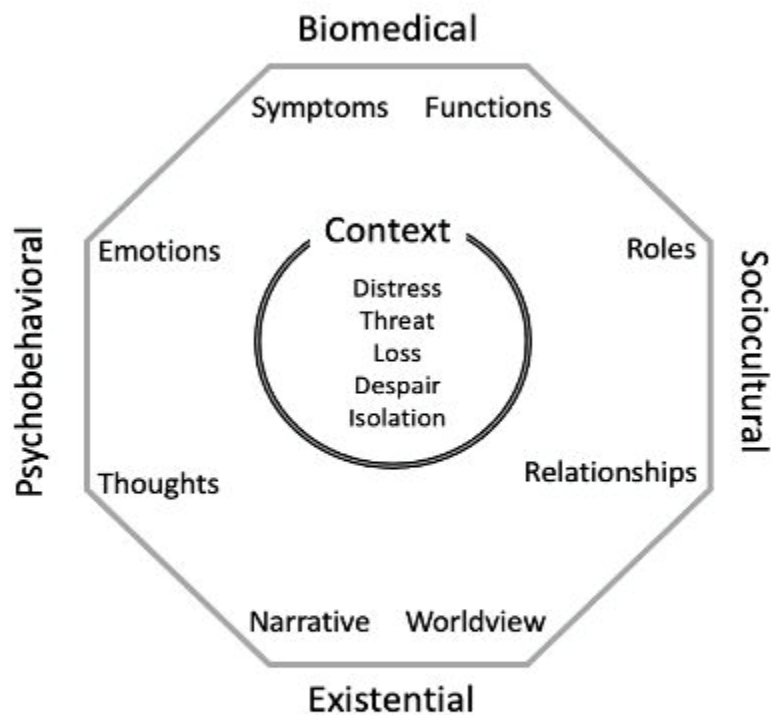 Biomedical
Symptoms Functions
Psychobehavioral
Emotions
Context
Roles
Sociocultural
Distress
Threat
Loss
Despair
Isolation
Thoughts
Relationships
Narrative Worldview
Existential